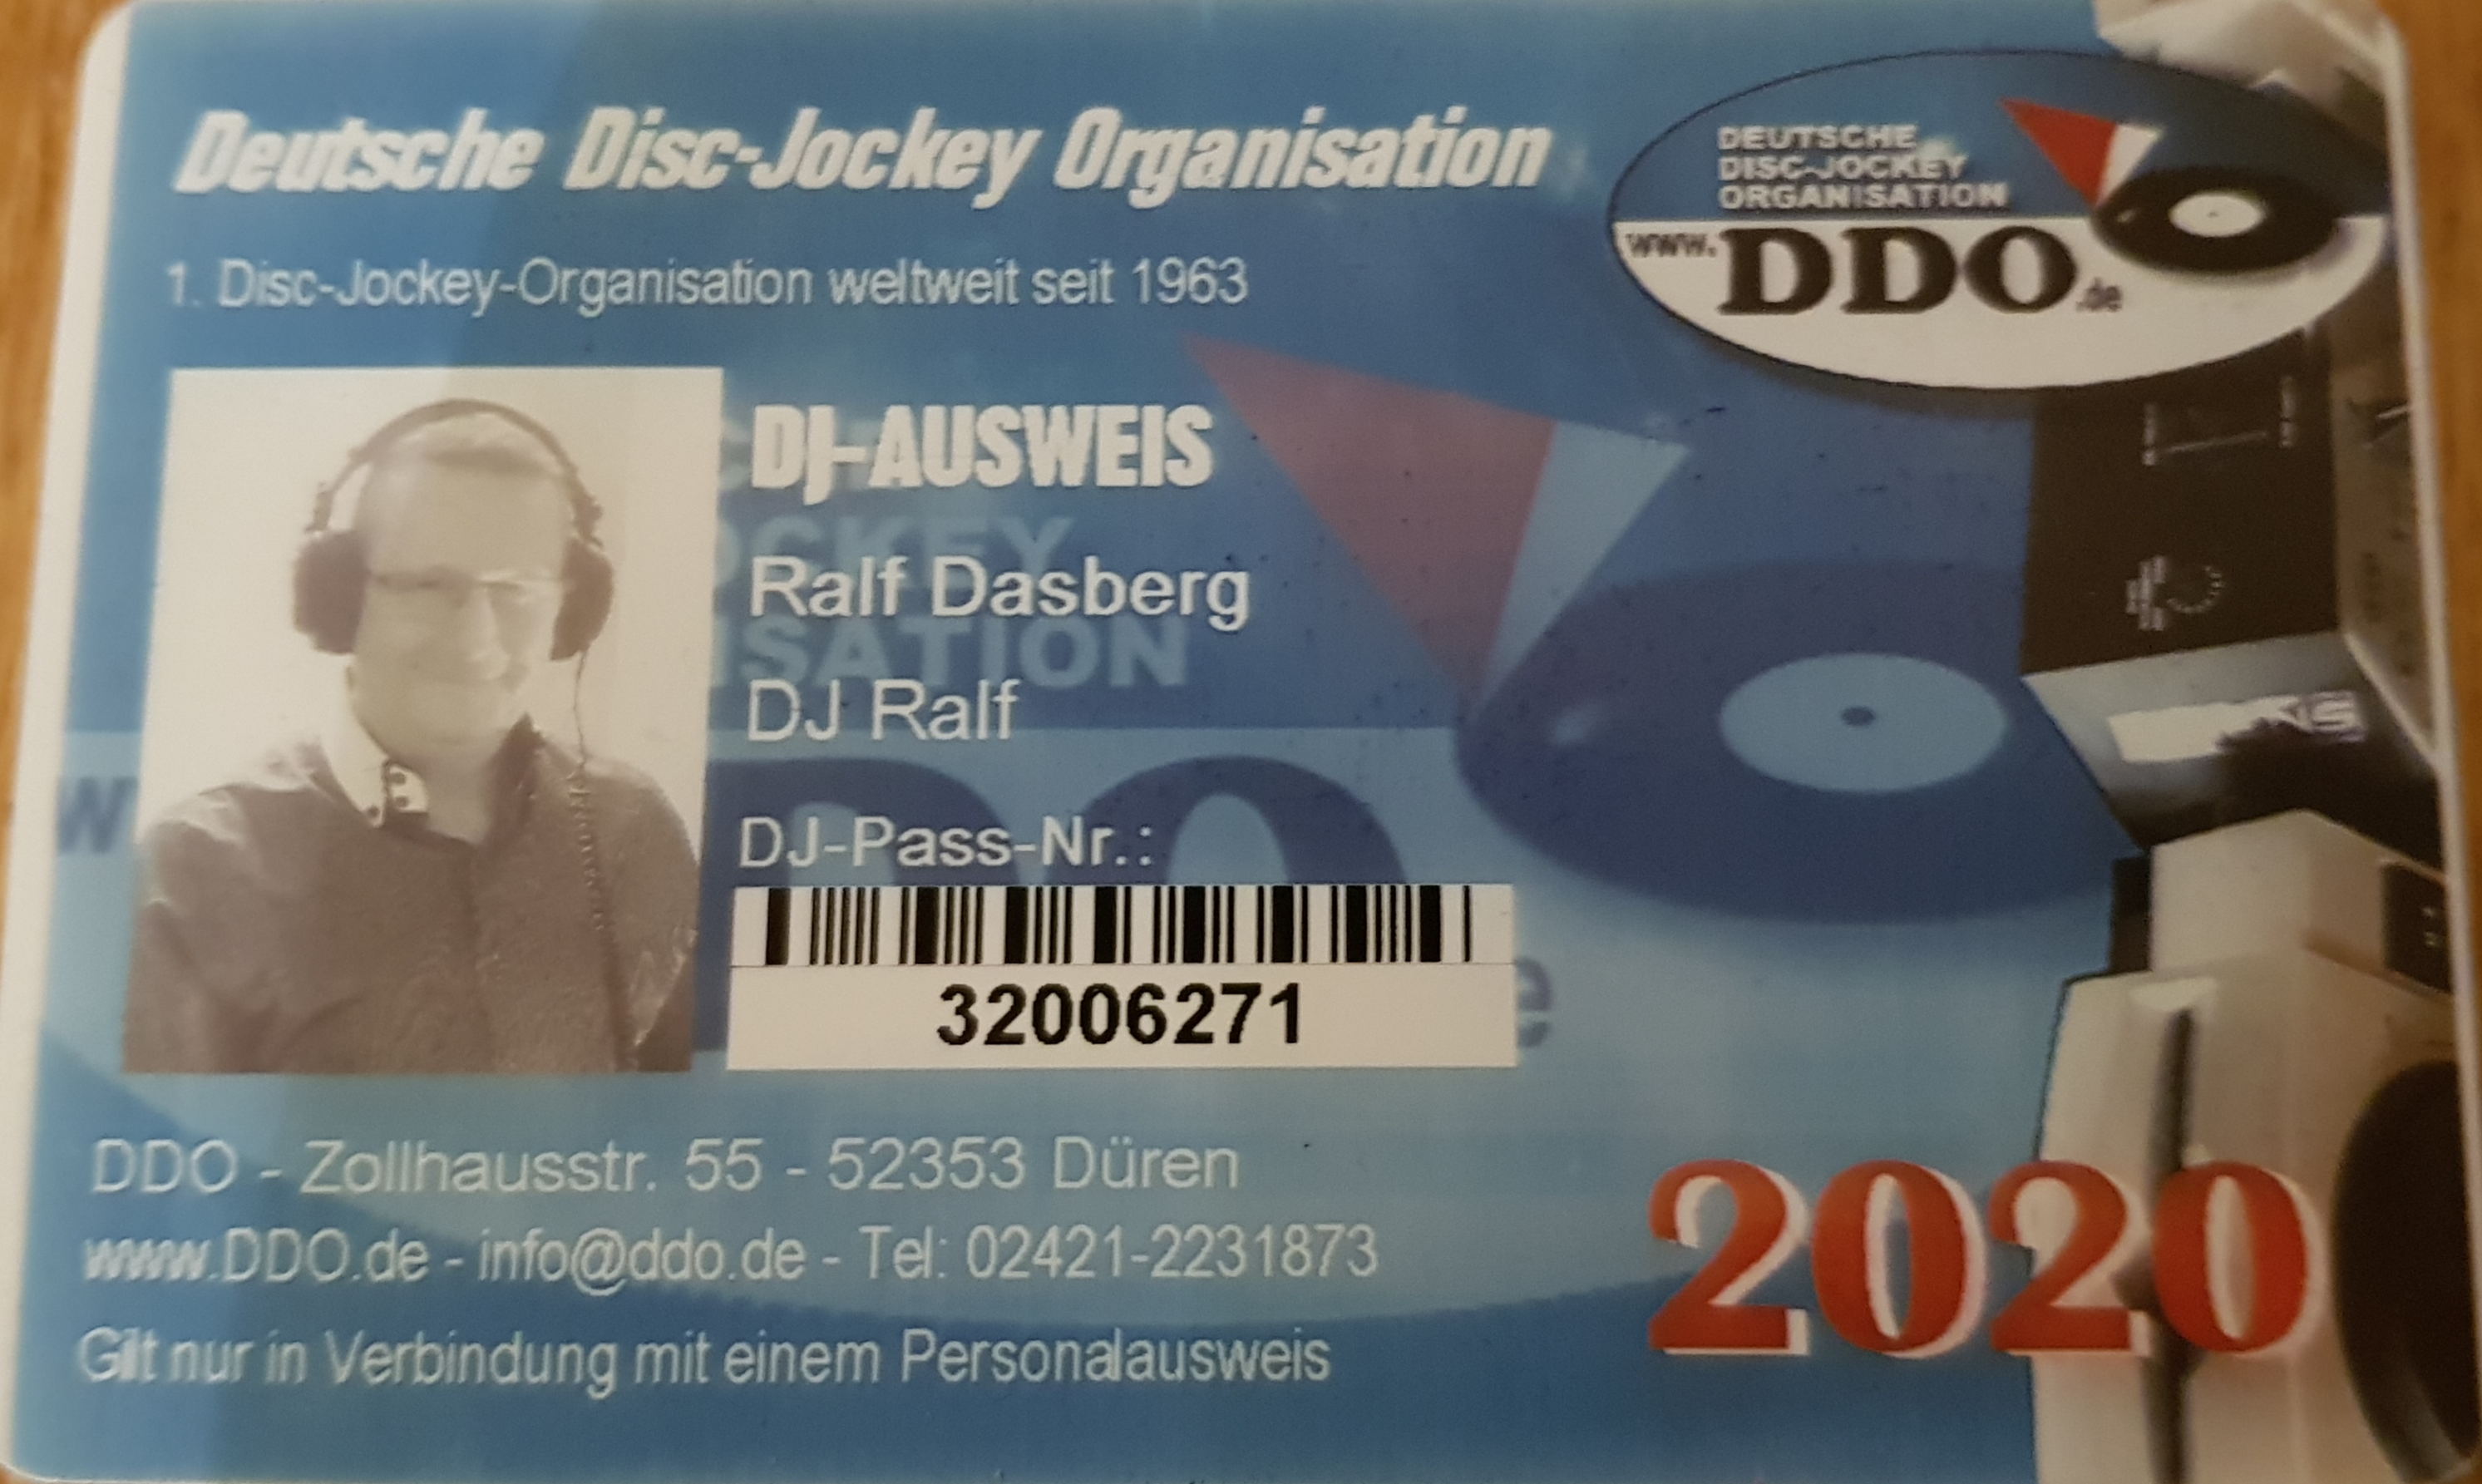 Deutsche Disc-Jockey Organisation
1. Disc-Jockey-Organisation weltweit seit 1963
DEUTSCHE
DISC-JOCKEY
ORGANISATION
www.DDO.de
DJ-AUSWEIS
Ralf Dasberg
DJ Ralf
DJ-Pass-Nr.:
32006271
DDO - Zollhausstr. 55 - 52353 Düren
www.DDO.de - info@ddo.de - Tel: 02421-2231873
Gilt nur in Verbindung mit einem Personalausweis
2020